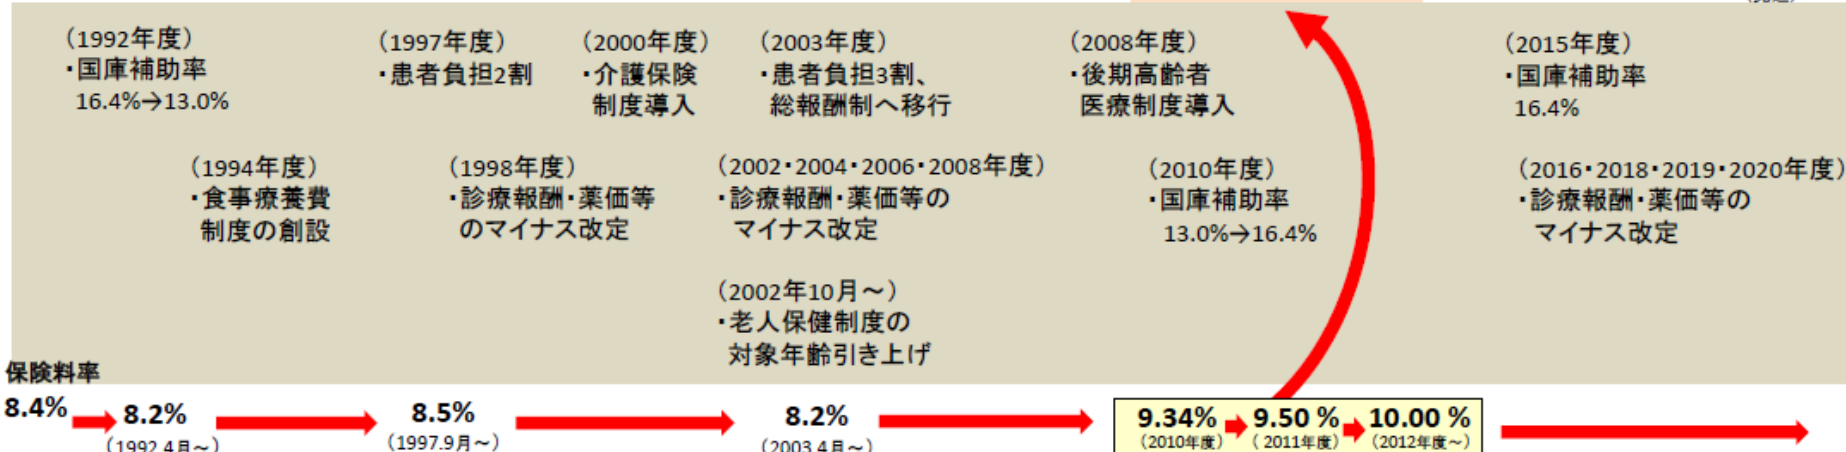 （1992年度）
・国庫補助率
16.4%→13.0%
（1997年度）
・患者負担2割
（2000年度）
・介護保険
制度導入
（2003年度）
・患者負担3割、
総報酬制へ移行
（2008年度）
・後期高齢者
医療制度導入
（2015年度）
・国庫補助率
16.4%
（1994年度）
・食事療養費
制度の創設
（1998年度）
・診療報酬・薬価等
のマイナス改定
（2002・2004・2006・2008年度）
・診療報酬・薬価等の
マイナス改定
（2010年度）
・国庫補助率
13.0%→16.4%
（2016・2018・2019・2020年度）
・診療報酬・薬価等の
マイナス改定
（2002年10月～）
・老人保健制度の
対象年齢引き上げ
保険料率
8.4%
8.2%
（1992.4月～）
8.5%
（1997.9月～）
8.2%
（2003.4月～）
9.34%
（2010年度）
9.50 %
（2011年度）
10.00 %
（2012年度～）